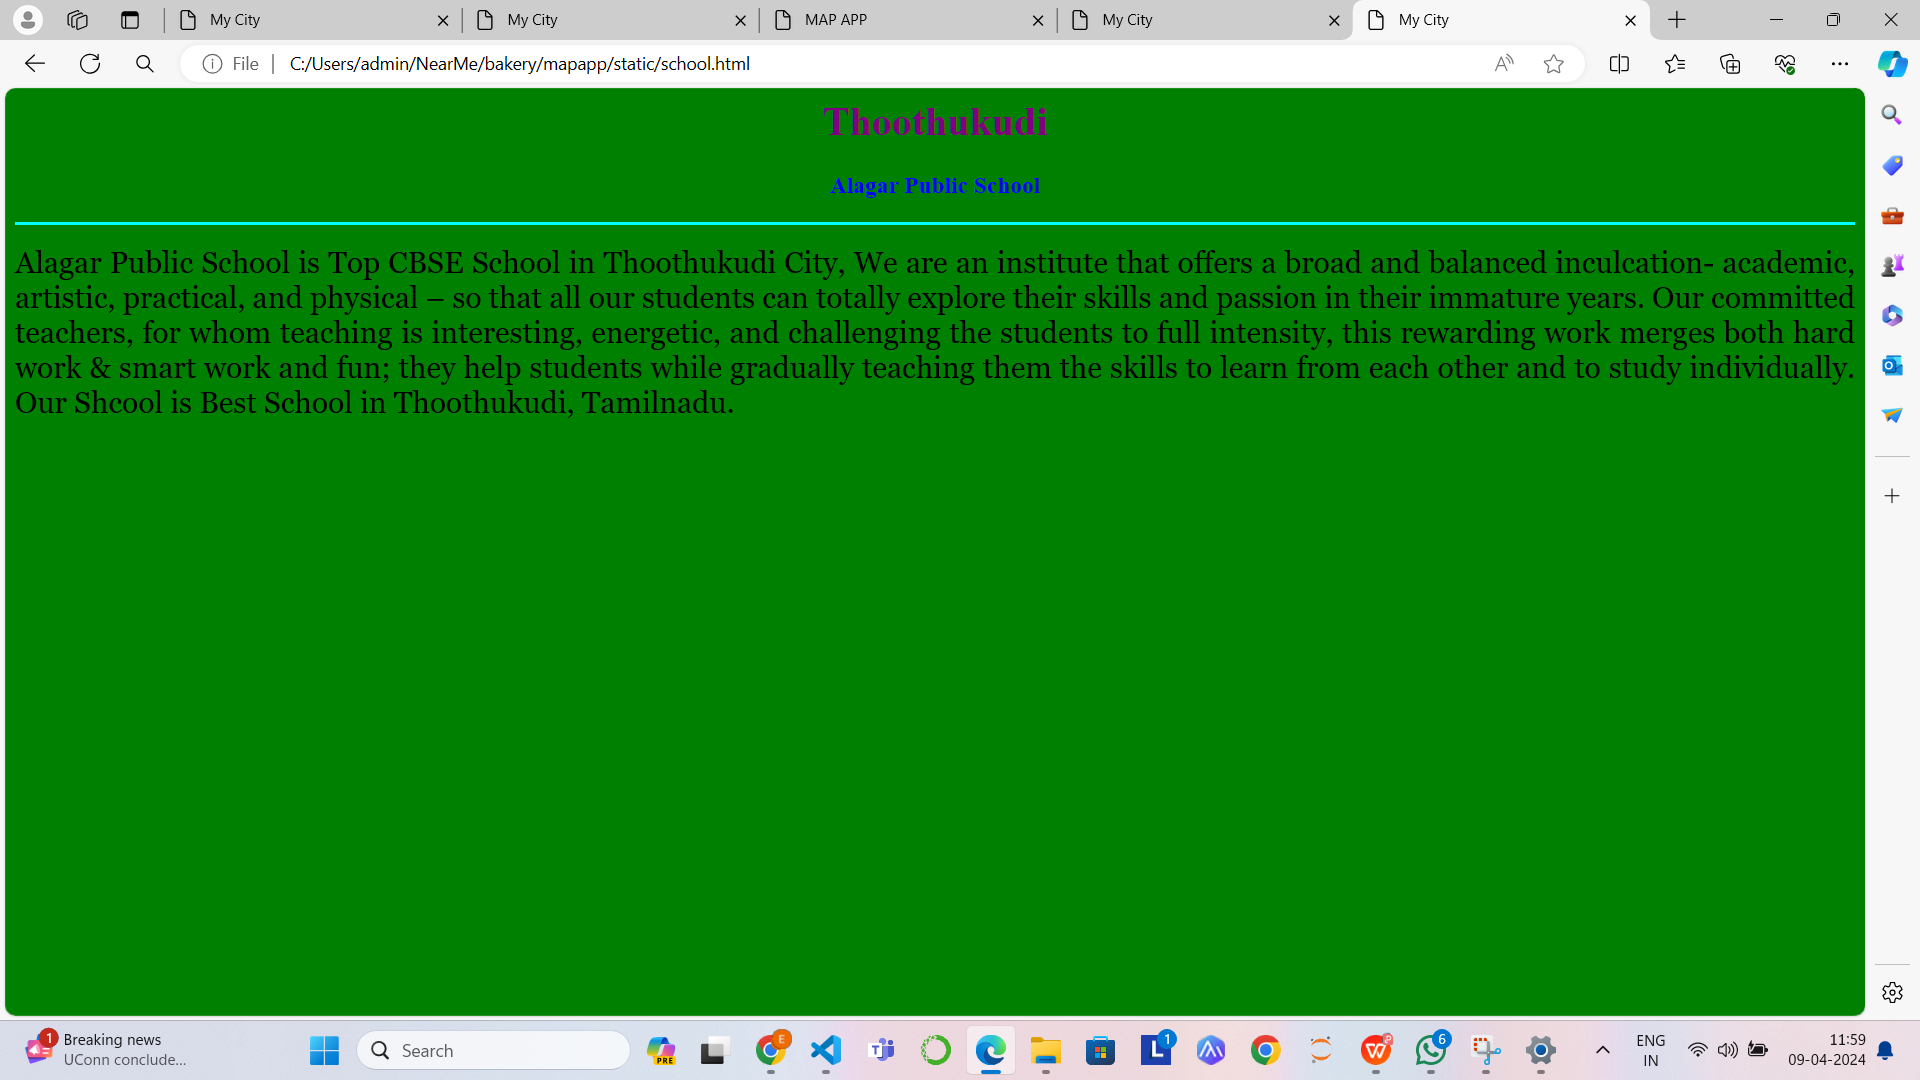 My City
My City
MAP APP
My City
My City
File
C:/Users/admin/NearMe/bakery/mapapp/static/school.html
Thoothukudi
Alagar Public School
Alagar Public School is Top CBSE School in Thoothukudi City, We are an institute that offers a broad and balanced inculcation- academic,
artistic, practical, and physical – so that all our students can totally explore their skills and passion in their immature years. Our committed
teachers, for whom teaching is interesting, energetic, and challenging the students to full intensity, this rewarding work merges both hard
work & smart work and fun; they help students while gradually teaching them the skills to learn from each other and to study individually.
Our Shcool is Best School in Thoothukudi, Tamilnadu.
1
Breaking news
UConn conclude...
Search
PRE
E
L
1
6
ENG
IN
11:59
09-04-2024